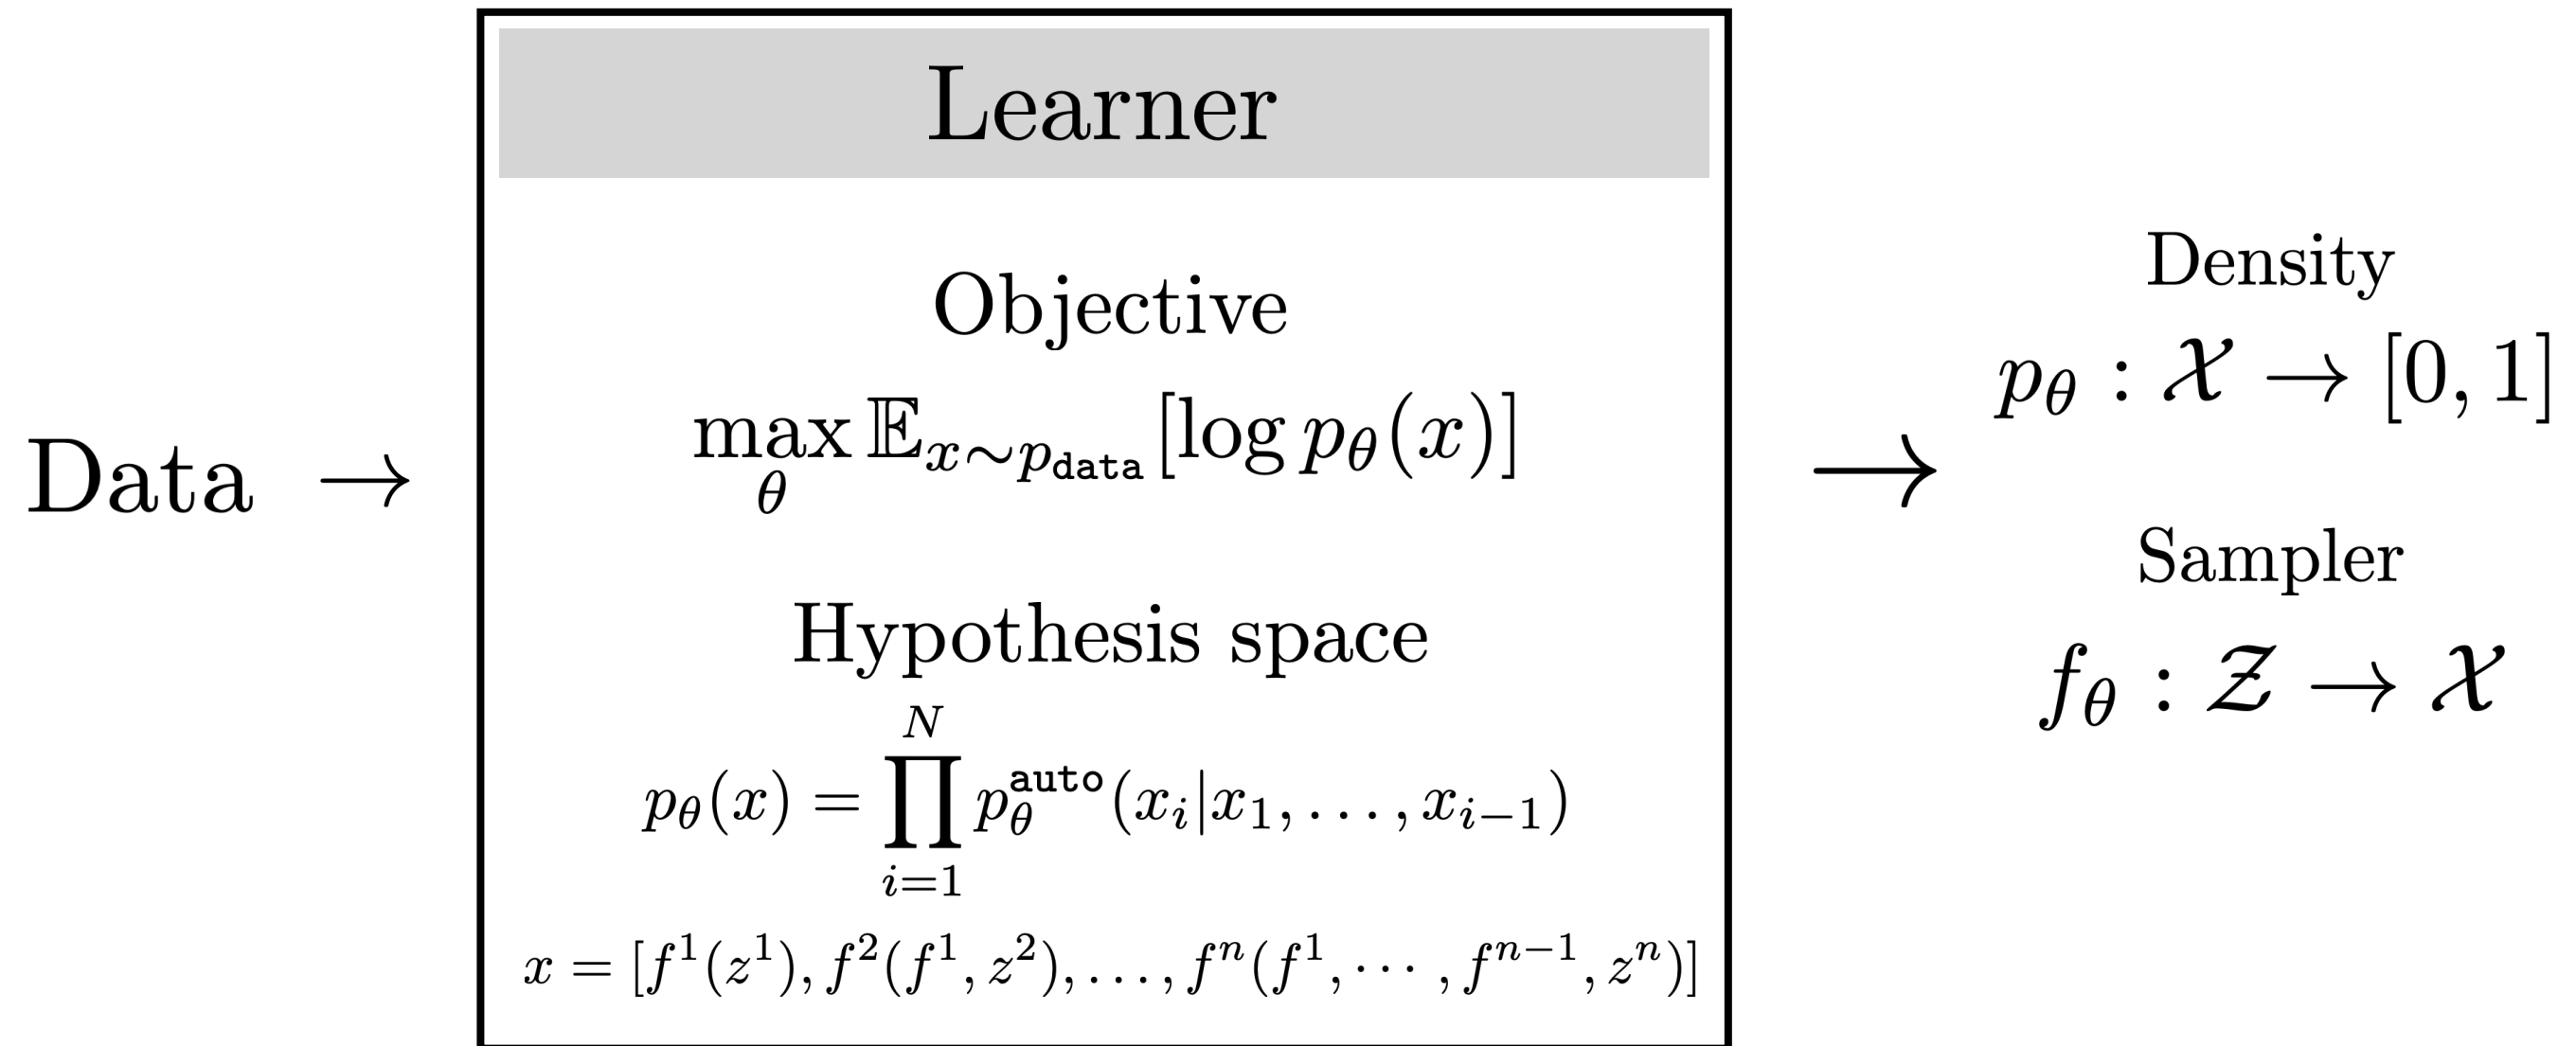 Data →
Learner
Objective
max_θ 𝔼_{x∼p_data} [log p_θ(x)]
Hypothesis space
p_θ(x) = ∏_{i=1}^{N} p_θ^{auto}(x_i|x_1, ..., x_{i−1})
x = [f^1(z^1), f^2(f^1, z^2), ..., f^n(f^1, ⋯, f^{n−1}, z^n)]
→
Density
p_θ : 𝒳 → [0, 1]
Sampler
f_θ : 𝒵 → 𝒳